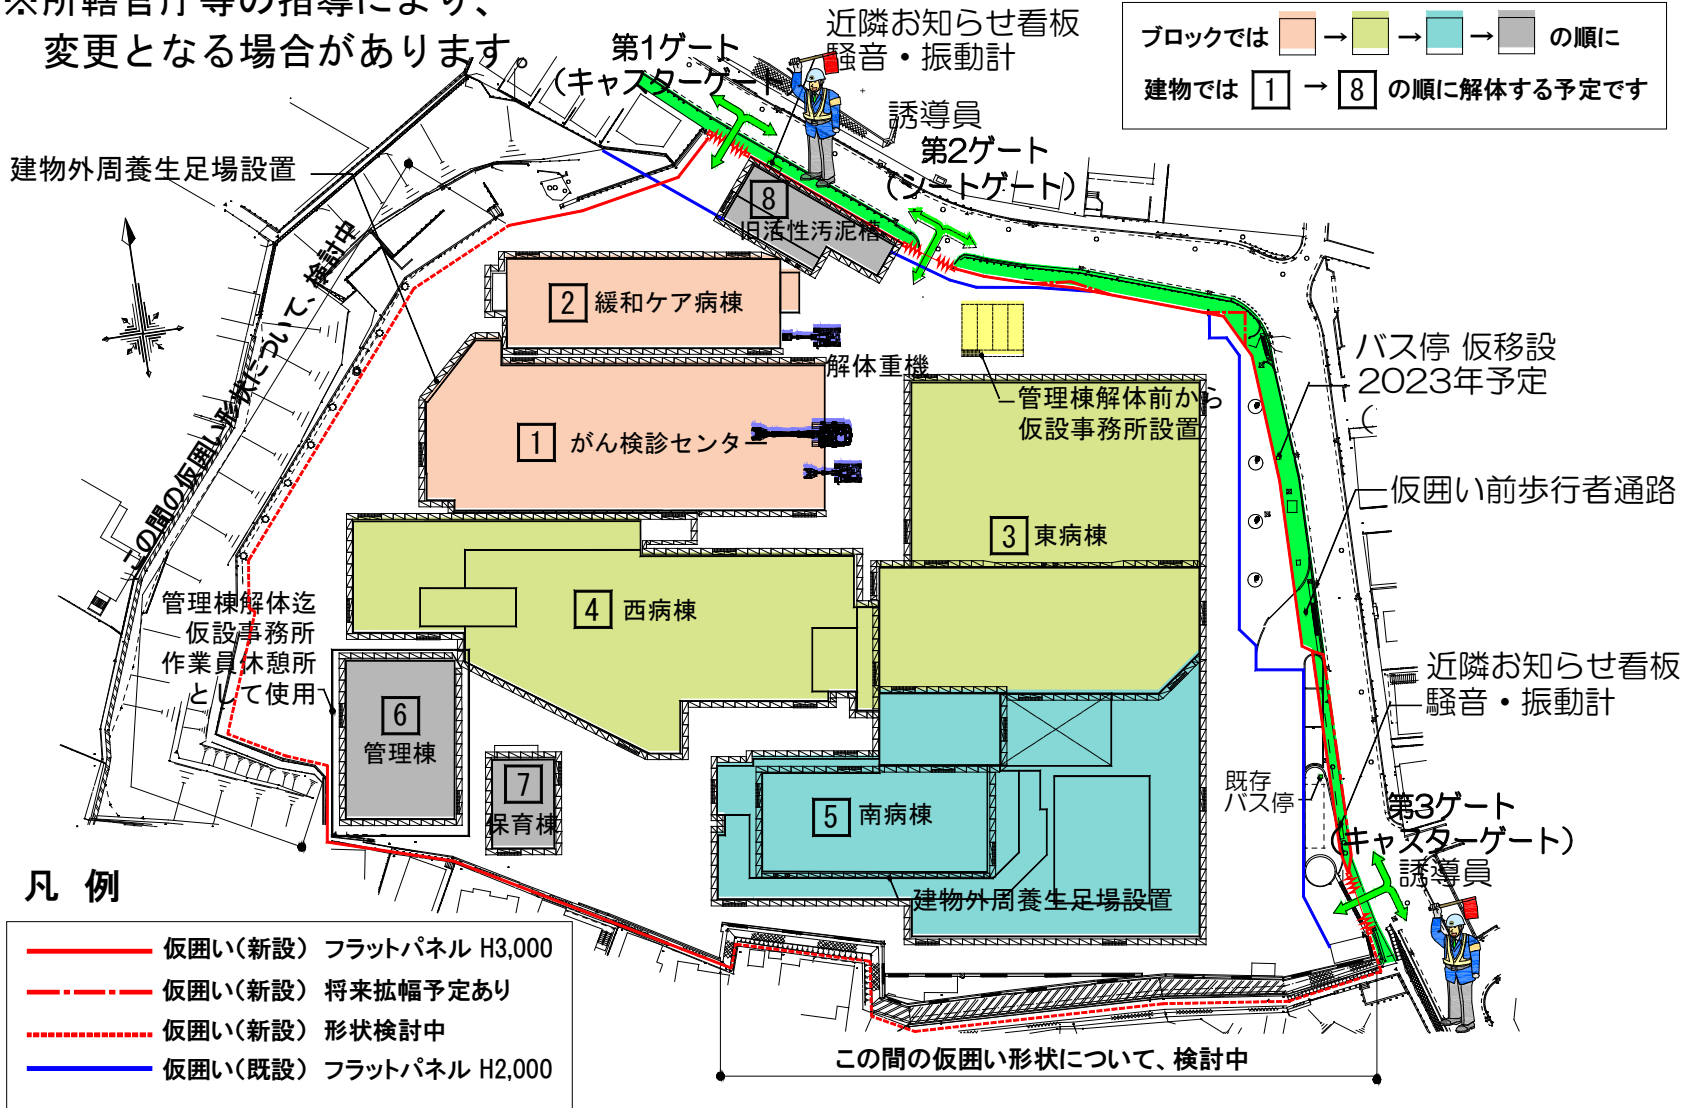 ※所轄官庁等の指導により、
変更となる場合があります
近隣お知らせ看板
騒音・振動計
第1ゲート
(キャスターゲート)
誘導員
第2ゲート
(シートゲート)
ブロックでは → → → の順に
建物では 1 → 8 の順に解体する予定です
建物外周養生足場設置
この間の仮囲い形状について、検討中
8
旧活性汚泥槽
2 緩和ケア病棟
解体重機
1 がん検診センター
管理棟解体前から
仮設事務所設置
バス停 仮移設
2023年予定
(
仮囲い前歩行者通路
3 東病棟
4 西病棟
管理棟解体迄
仮設事務所
作業員休憩所
として使用
6
管理棟
7
保育棟
5 南病棟
建物外周養生足場設置
近隣お知らせ看板
騒音・振動計
既存
バス停
第3ゲート
(キャスターゲート)
誘導員
この間の仮囲い形状について、検討中
凡 例
仮囲い(新設) フラットパネル H3,000
仮囲い(新設) 将来拡幅予定あり
仮囲い(新設) 形状検討中
仮囲い(既設) フラットパネル H2,000